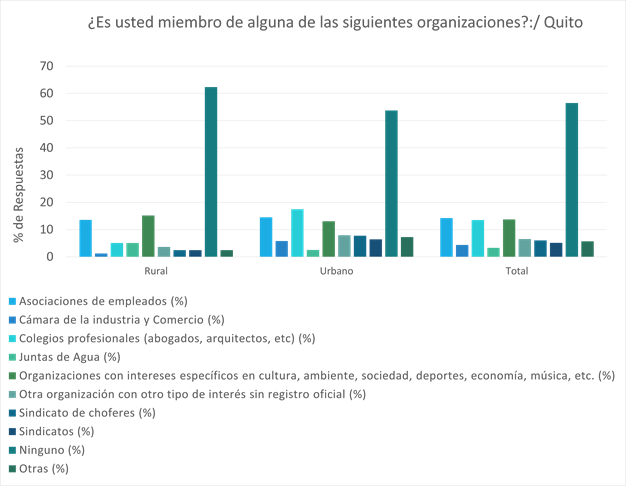 ¿Es usted miembro de alguna de las siguientes organizaciones?:/ Quito
70
60
50
40
30
20
10
0
% de Respuestas
Rural
Urbano
Total
Asociaciones de empleados (%)
Cámara de la industria y Comercio (%)
Colegios profesionales (abogados, arquitectos, etc) (%)
Juntas de Agua (%)
Organizaciones con intereses específicos en cultura, ambiente, sociedad, deportes, economía, música, etc. (%)
Otra organización con otro tipo de interés sin registro oficial (%)
Sindicato de choferes (%)
Sindicatos (%)
Ninguno (%)
Otras (%)